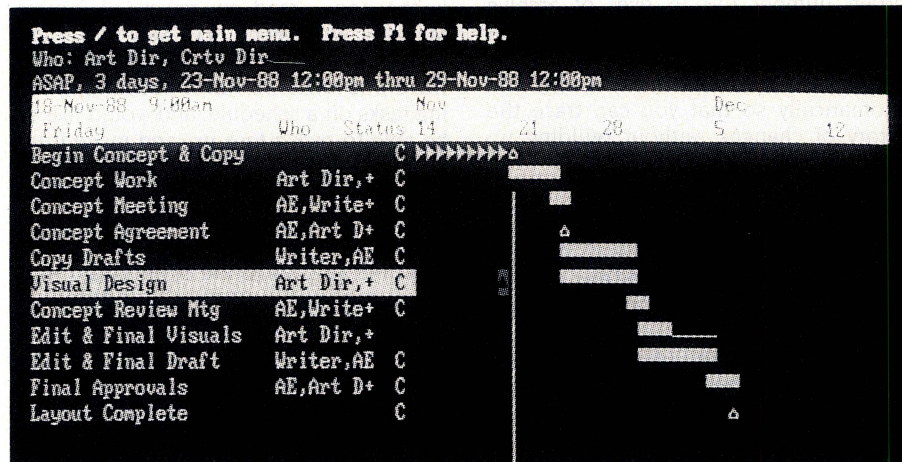 Press / to get main menu. Press F1 for help.
Who: Art Dir, Crtv Dir
ASAP, 3 days, 23-Nov-88 12:00pm thru 29-Nov-88 12:00pm
18-Nov-88 9:00am Nov Dec
Friday Who Status 14 21 28 5 12
Begin Concept & Copy C
Concept Work Art Dir,+ C
Concept Meeting AE,Write+ C
Concept Agreement AE,Art D+ C
Copy Drafts Writer,AE C
Visual Design Art Dir,+ C
Concept Review Mtg AE,Write+ C
Edit & Final Visuals Art Dir,+
Edit & Final Draft Writer,AE C
Final Approvals AE,Art D+ C
Layout Complete C